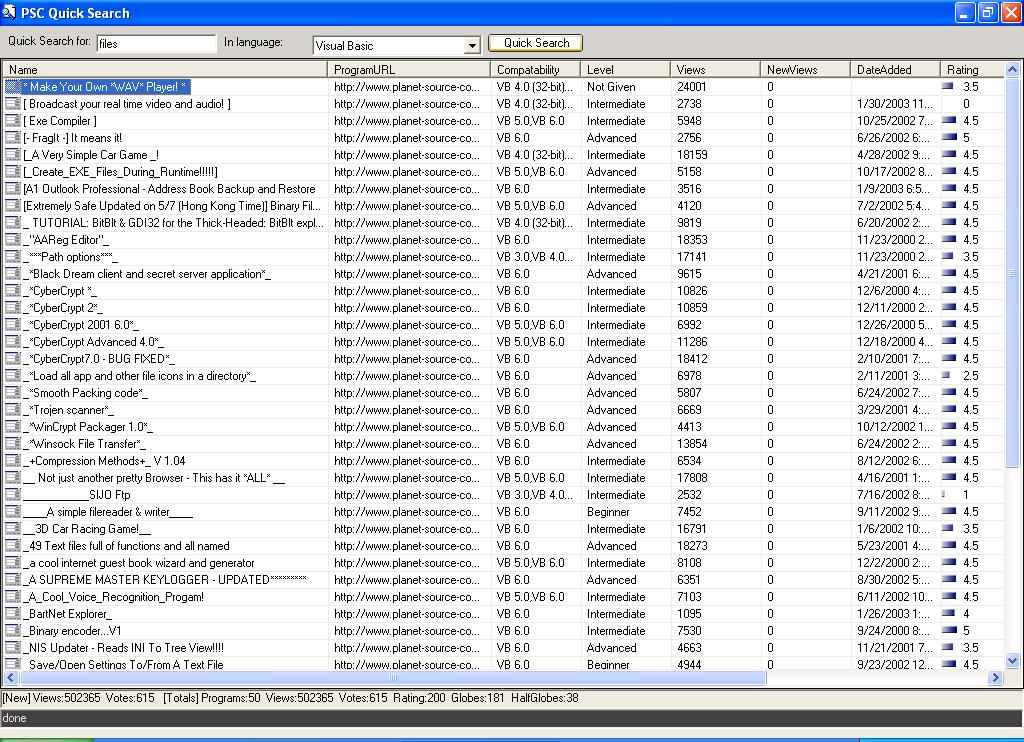 PSC Quick Search
Quick Search for: files In language: Visual Basic Quick Search
Name ProgramURL Compatability Level Views NewViews DateAdded Rating
* Make Your Own *WAV* Player! * http://www.planet-source-co... VB 4.0 (32-bit)... Not Given 24001 0 3.5
[ Broadcast your real time video and audio! ] http://www.planet-source-co... VB 4.0 (32-bit)... Intermediate 2738 0 1/30/2003 11... 0
[ Exe Compiler ] http://www.planet-source-co... VB 5.0,VB 6.0 Intermediate 5948 0 10/25/2002 7... 4.5
[- FragIt -] It means it! http://www.planet-source-co... VB 6.0 Advanced 2756 0 6/26/2002 6:... 5
[_A Very Simple Car Game _! http://www.planet-source-co... VB 4.0 (32-bit)... Intermediate 18159 0 4/28/2002 9:... 4.5
[_Create_EXE_Files_During_Runtime!!!!!] http://www.planet-source-co... VB 5.0,VB 6.0 Advanced 5158 0 10/17/2002 8... 4.5
[A1 Outlook Professional - Address Book Backup and Restore http://www.planet-source-co... VB 6.0 Intermediate 3516 0 1/9/2003 6:5... 4.5
[Extremely Safe Updated on 5/7 (Hong Kong Time)] Binary Fil... http://www.planet-source-co... VB 5.0,VB 6.0 Advanced 4120 0 7/2/2002 5:4... 4.5
_ TUTORIAL: BitBlt & GDI32 for the Thick-Headed: BitBlt expl... http://www.planet-source-co... VB 4.0 (32-bit)... Intermediate 9819 0 6/20/2002 2:... 4.5
_"AAReg Editor"_ http://www.planet-source-co... VB 6.0 Intermediate 18353 0 11/23/2000 2... 4.5
_***Path options***_ http://www.planet-source-co... VB 3.0,VB 4.0... Intermediate 17141 0 11/23/2000 2... 3.5
_*Black Dream client and secret server application*_ http://www.planet-source-co... VB 6.0 Advanced 9615 0 4/21/2001 6:... 4.5
_*CyberCrypt *_ http://www.planet-source-co... VB 6.0 Intermediate 10826 0 12/6/2000 4:... 4.5
_*CyberCrypt 2*_ http://www.planet-source-co... VB 6.0 Intermediate 10859 0 12/11/2000 2... 4.5
_*CyberCrypt 2001 6.0*_ http://www.planet-source-co... VB 5.0,VB 6.0 Intermediate 6992 0 12/26/2000 5... 4.5
_*CyberCrypt Advanced 4.0*_ http://www.planet-source-co... VB 5.0,VB 6.0 Intermediate 11286 0 12/18/2000 4... 4.5
_*CyberCrypt7.0 - BUG FIXED*_ http://www.planet-source-co... VB 6.0 Advanced 18412 0 2/10/2001 7:... 4.5
_*Load all app and other file icons in a directory*_ http://www.planet-source-co... VB 6.0 Advanced 6978 0 2/11/2001 3:... 2.5
_*Smooth Packing code*_ http://www.planet-source-co... VB 6.0 Advanced 5807 0 6/24/2002 7:... 4.5
_*Trojen scanner*_ http://www.planet-source-co... VB 6.0 Advanced 6669 0 3/29/2001 4:... 4.5
_*WinCrypt Packager 1.0*_ http://www.planet-source-co... VB 5.0,VB 6.0 Advanced 4413 0 10/12/2002 1... 4.5
_*Winsock File Transfer*_ http://www.planet-source-co... VB 6.0 Advanced 13854 0 6/24/2002 2:... 4.5
_+Compression Methods+_ V 1.04 http://www.planet-source-co... VB 6.0 Intermediate 6534 0 8/12/2002 6:... 4.5
__ Not just another pretty Browser - This has it *ALL* __ http://www.planet-source-co... VB 5.0,VB 6.0 Intermediate 17808 0 4/16/2001 1:... 4.5
___________SIJO Ftp http://www.planet-source-co... VB 3.0,VB 4.0... Intermediate 2532 0 7/16/2002 8:... 1
____A simple filereader & writer____ http://www.planet-source-co... VB 6.0 Beginner 7452 0 9/11/2002 9:... 4.5
__3D Car Racing Game!__ http://www.planet-source-co... VB 6.0 Intermediate 16791 0 1/6/2002 10:... 3.5
_49 Text files full of functions and all named http://www.planet-source-co... VB 6.0 Advanced 18273 0 5/23/2001 4:... 4.5
_a cool internet guest book wizard and generator http://www.planet-source-co... VB 5.0,VB 6.0 Intermediate 8108 0 12/2/2000 2:... 4.5
_A SUPREME MASTER KEYLOGGER - UPDATED********* http://www.planet-source-co... VB 6.0 Advanced 6351 0 8/30/2002 5:... 4.5
_A_Cool_Voice_Recognition_Progam! http://www.planet-source-co... VB 5.0,VB 6.0 Intermediate 7103 0 6/11/2002 10... 4.5
_BartNet Explorer_ http://www.planet-source-co... VB 6.0 Intermediate 1095 0 1/26/2003 1:... 4
_Binary encoder...V1 http://www.planet-source-co... VB 6.0 Intermediate 7530 0 9/24/2000 8:... 5
_NIS Updater - Reads INI To Tree View!!!! http://www.planet-source-co... VB 6.0 Advanced 4663 0 11/21/2001 7... 3.5
_Save/Open Settings To/From A Text File http://www.planet-source-co... VB 6.0 Beginner 4944 0 9/23/2002 12... 4.5
[New] Views:502365 Votes:615 [Totals] Programs:50 Views:502365 Votes:615 Rating:200 Globes:181 HalfGlobes:38
done